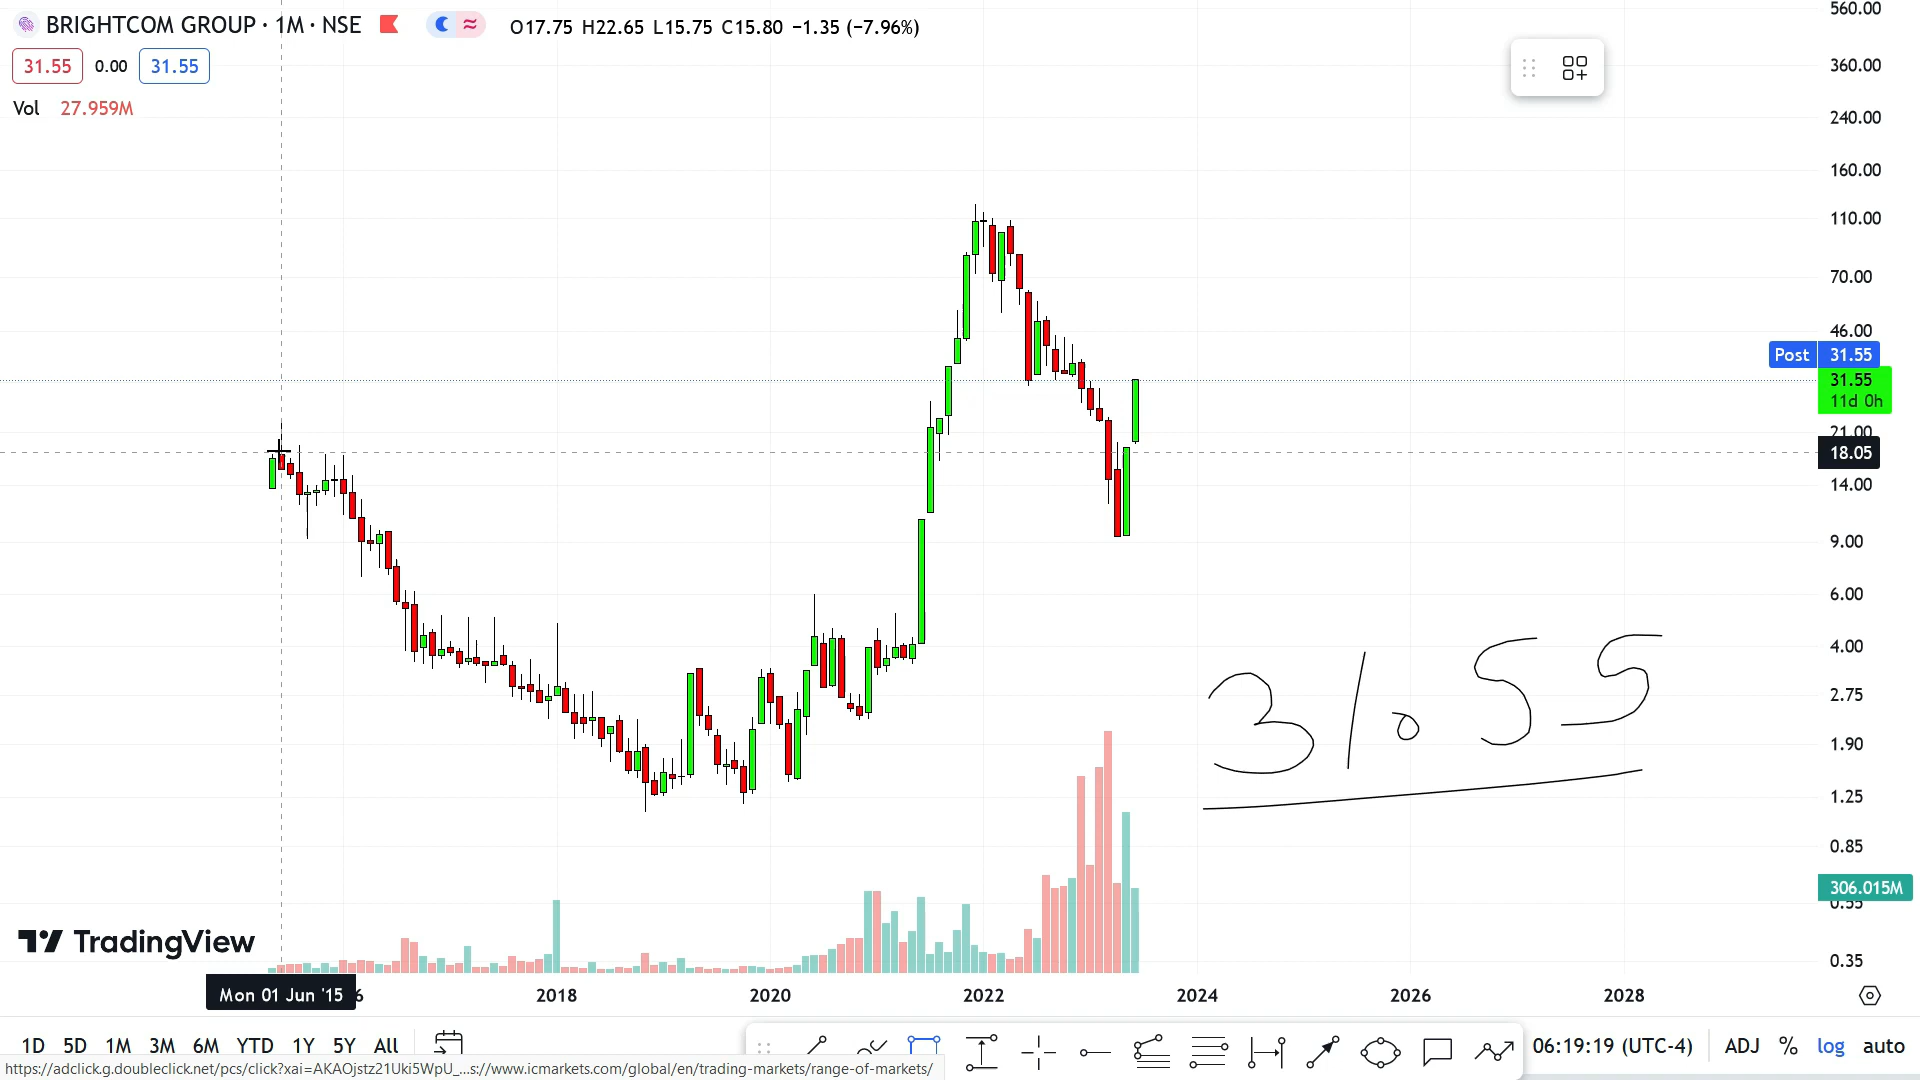 BRIGHTCOM GROUP · 1M · NSE
O17.75 H22.65 L15.75 C15.80 −1.35 (−7.96%)
31.55 0.00 31.55
Vol 27.959M
560.00
360.00
240.00
160.00
110.00
70.00
46.00
Post 31.55
31.55
11d 0h
21.00
18.05
14.00
9.00
6.00
4.00
2.75
1.90
1.25
0.85
306.015M
0.55
0.35
31.55
TradingView
Mon 01 Jun '15 6 2018 2020 2022 2024 2026 2028
1D 5D 1M 3M 6M YTD 1Y 5Y All 06:19:19 (UTC-4) ADJ % log auto
https://adclick.g.doubleclick.net/pcs/click?xai=AKAOjstz21Uki5WpU_...s://www.icmarkets.com/global/en/trading-markets/range-of-markets/